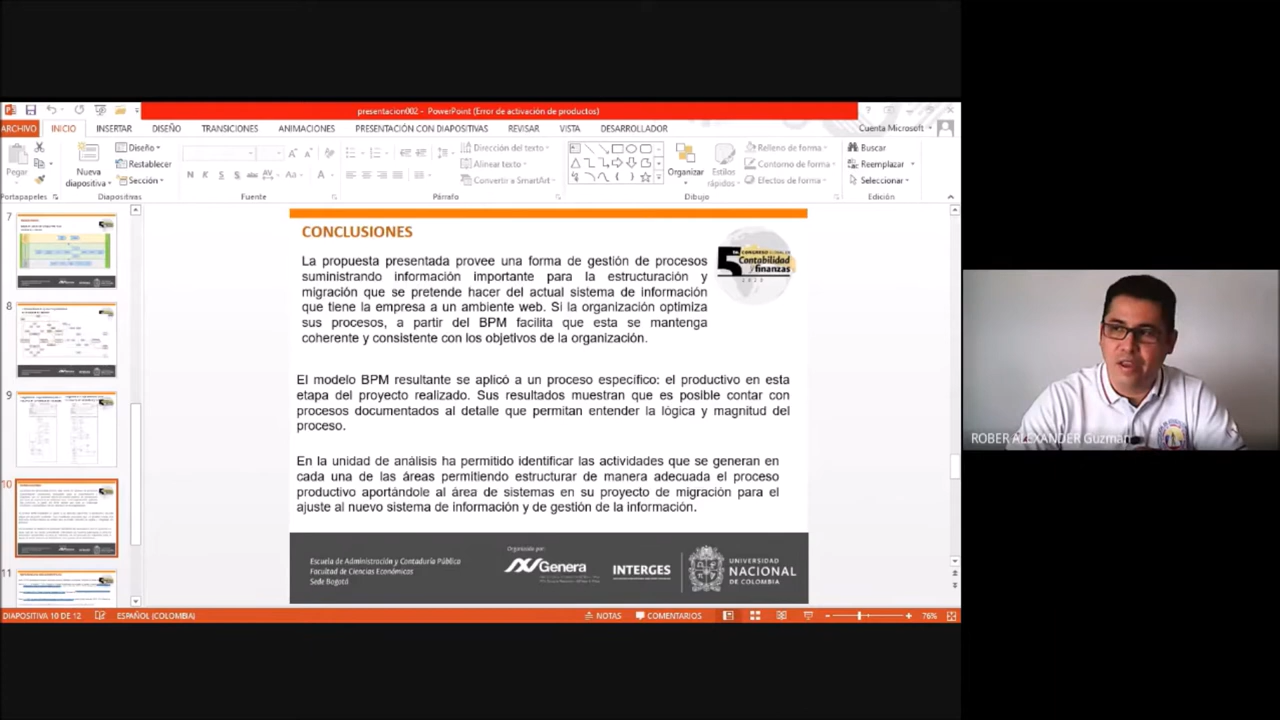 presentacion002 - PowerPoint (Error de activación de productos)
ARCHIVO INICIO INSERTAR DISEÑO TRANSICIONES ANIMACIONES PRESENTACIÓN CON DIAPOSITIVAS REVISAR VISTA DESARROLLADOR Cuenta Microsoft
Pegar
Nueva diapositiva
Diseño
Restablecer
Sección
Dirección del texto
Alinear texto
Convertir a SmartArt
Organizar
Estilos rápidos
Relleno de forma
Contorno de forma
Efectos de forma
Buscar
Reemplazar
Seleccionar
Portapapeles Diapositivas Fuente Párrafo Dibujo Edición
7
8
9
10
11
CONCLUSIONES
La propuesta presentada provee una forma de gestión de procesos
suministrando información importante para la estructuración y
migración que se pretende hacer del actual sistema de información
que tiene la empresa a un ambiente web. Si la organización optimiza
sus procesos, a partir del BPM facilita que esta se mantenga
coherente y consistente con los objetivos de la organización.
5
Contabilidad
y finanzas
2020
El modelo BPM resultante se aplicó a un proceso específico: el productivo en esta
etapa del proyecto realizado. Sus resultados muestran que es posible contar con
procesos documentados al detalle que permitan entender la lógica y magnitud del
proceso.
En la unidad de análisis ha permitido identificar las actividades que se generan en
cada una de las áreas permitiendo estructurar de manera adecuada el proceso
productivo aportándole al área de sistemas en su proyecto de migración para el
ajuste al nuevo sistema de información y de gestión de la información.
Escuela de Administración y Contaduría Pública
Facultad de Ciencias Económicas
Sede Bogotá
Organizado por:
Genera
INTERGES
UNIVERSIDAD
NACIONAL
DE COLOMBIA
ROBER ALEXANDER Guzman
DIAPOSITIVA 10 DE 12 ESPAÑOL (COLOMBIA) NOTAS COMENTARIOS 76%